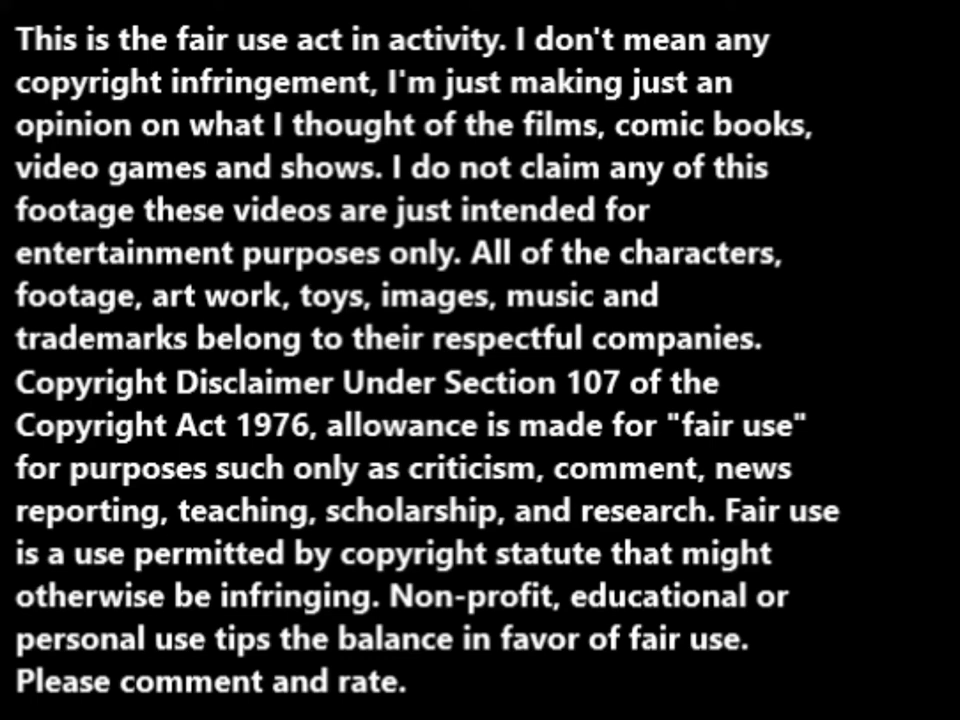 This is the fair use act in activity. I don't mean any
copyright infringement, I'm just making just an
opinion on what I thought of the films, comic books,
video games and shows. I do not claim any of this
footage these videos are just intended for
entertainment purposes only. All of the characters,
footage, art work, toys, images, music and
trademarks belong to their respectful companies.
Copyright Disclaimer Under Section 107 of the
Copyright Act 1976, allowance is made for "fair use"
for purposes such only as criticism, comment, news
reporting, teaching, scholarship, and research. Fair use
is a use permitted by copyright statute that might
otherwise be infringing. Non-profit, educational or
personal use tips the balance in favor of fair use.
Please comment and rate.